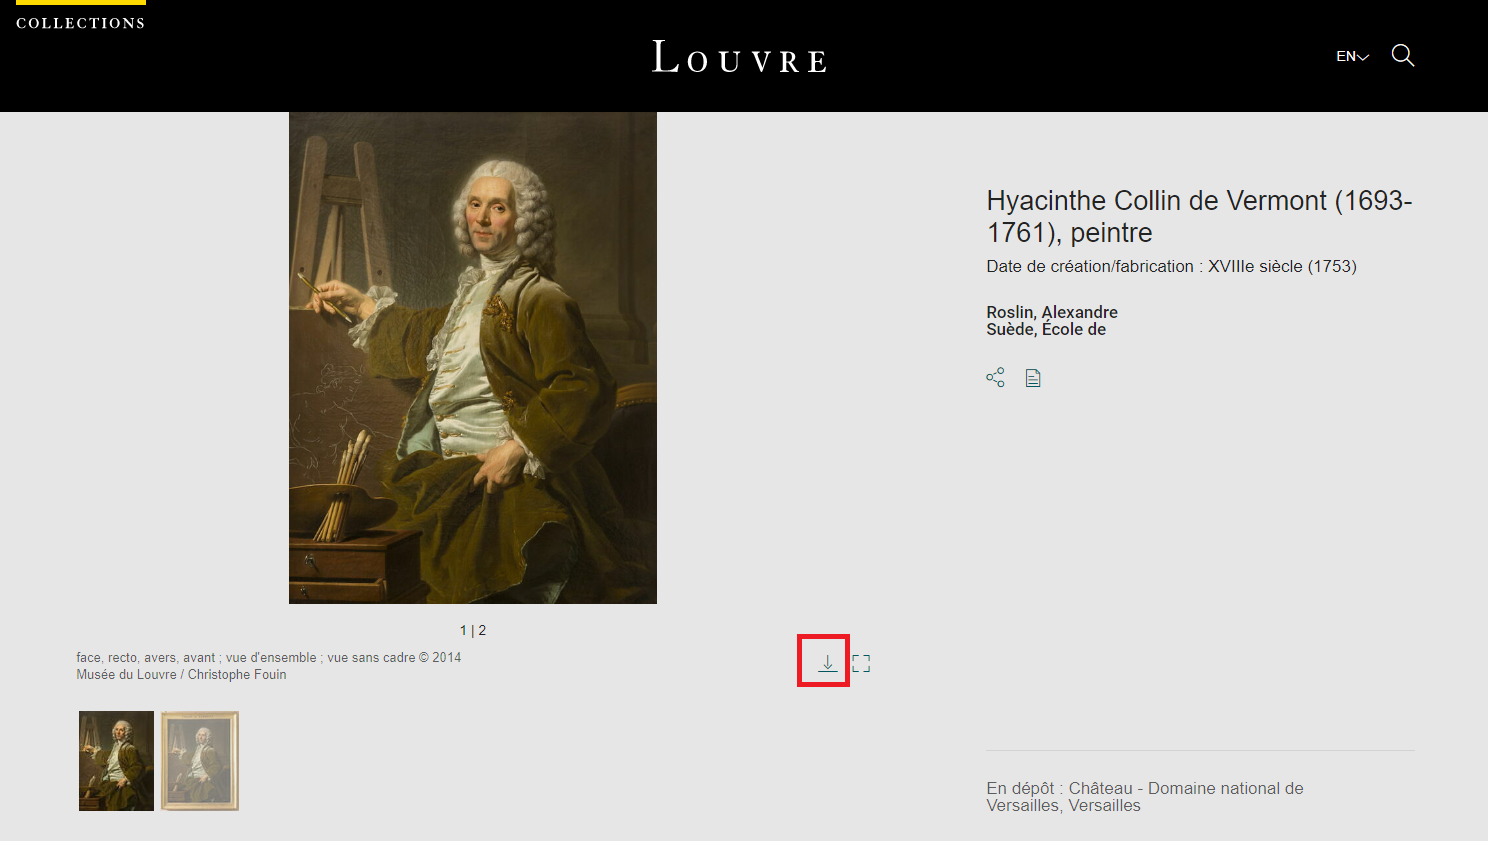 COLLECTIONS
LOUVRE
EN
Hyacinthe Collin de Vermont (1693-
1761), peintre
Date de création/fabrication : XVIIIe siècle (1753)
Roslin, Alexandre
Suède, École de
1 | 2
face, recto, avers, avant ; vue d'ensemble ; vue sans cadre © 2014
Musée du Louvre / Christophe Fouin
En dépôt : Château - Domaine national de
Versailles, Versailles